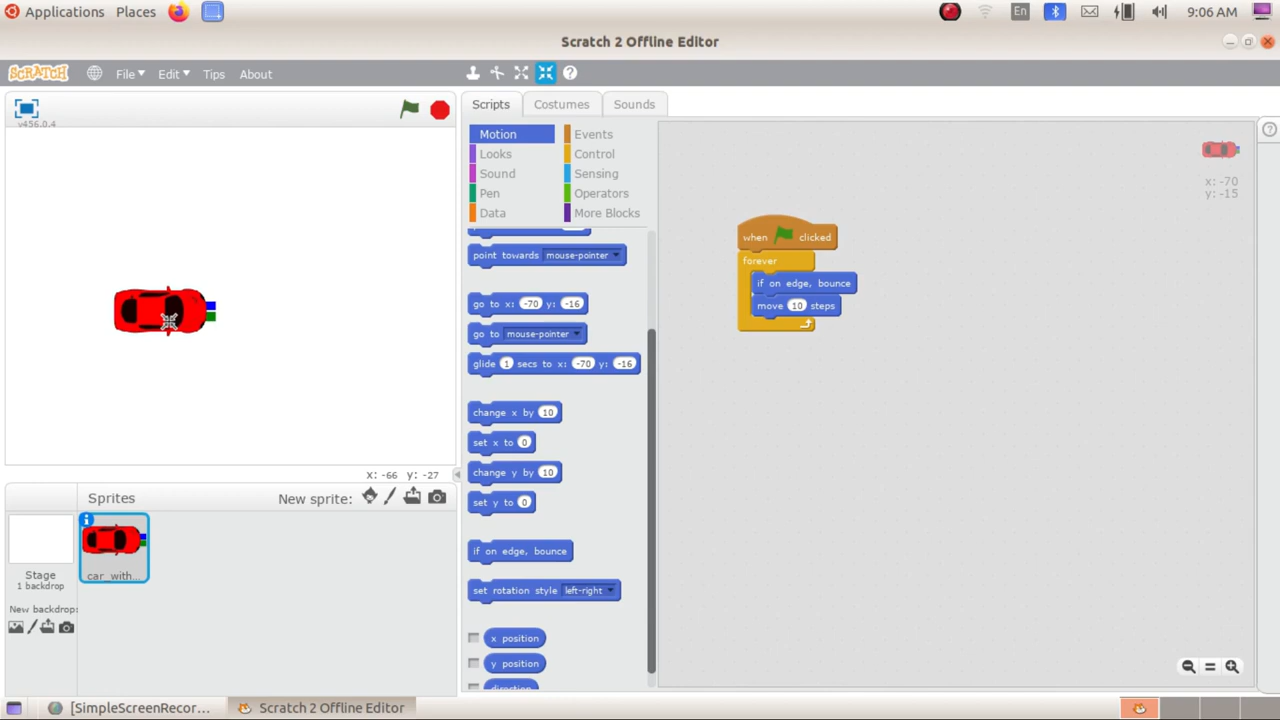 Applications Places En 9:06 AM
Scratch 2 Offline Editor
SCRATCH File Edit Tips About
v456.0.4
Scripts Costumes Sounds
Motion Events
Looks Control
Sound Sensing
Pen Operators
Data More Blocks
point towards mouse-pointer
go to x: -70 y: -16
go to mouse-pointer
glide 1 secs to x: -70 y: -16
change x by 10
set x to 0
change y by 10
set y to 0
if on edge, bounce
set rotation style left-right
x position
y position
direction
when clicked
forever
if on edge, bounce
move 10 steps
x: -70
y: -15
x: -66 y: -27
Sprites New sprite:
Stage
1 backdrop
car_with...
New backdrop:
[SimpleScreenRecor... Scratch 2 Offline Editor